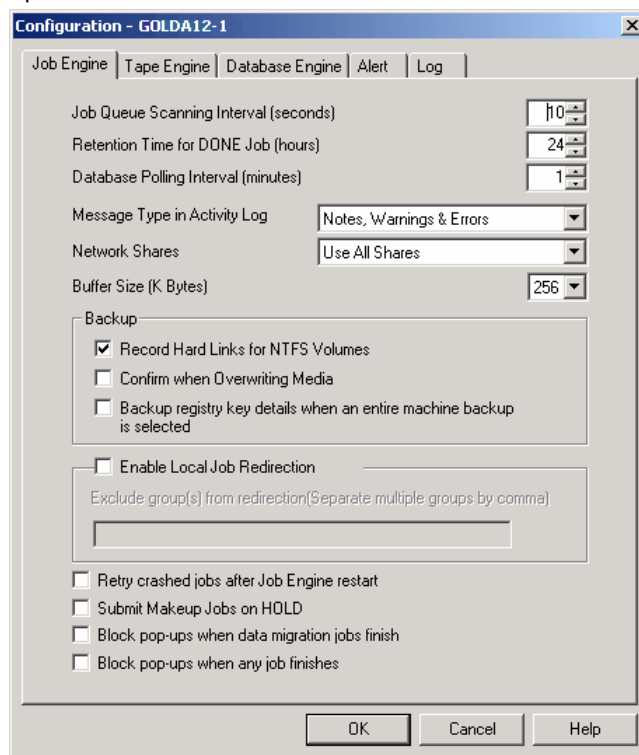 Configuration - GOLDA12-1
Job Engine Tape Engine Database Engine Alert Log
Job Queue Scanning Interval (seconds) 10
Retention Time for DONE Job (hours) 24
Database Polling Interval (minutes) 1
Message Type in Activity Log Notes, Warnings & Errors
Network Shares Use All Shares
Buffer Size (K Bytes) 256
Backup
Record Hard Links for NTFS Volumes
Confirm when Overwriting Media
Backup registry key details when an entire machine backup
is selected
Enable Local Job Redirection
Exclude group(s) from redirection(Separate multiple groups by comma)
Retry crashed jobs after Job Engine restart
Submit Makeup Jobs on HOLD
Block pop-ups when data migration jobs finish
Block pop-ups when any job finishes
OK Cancel Help